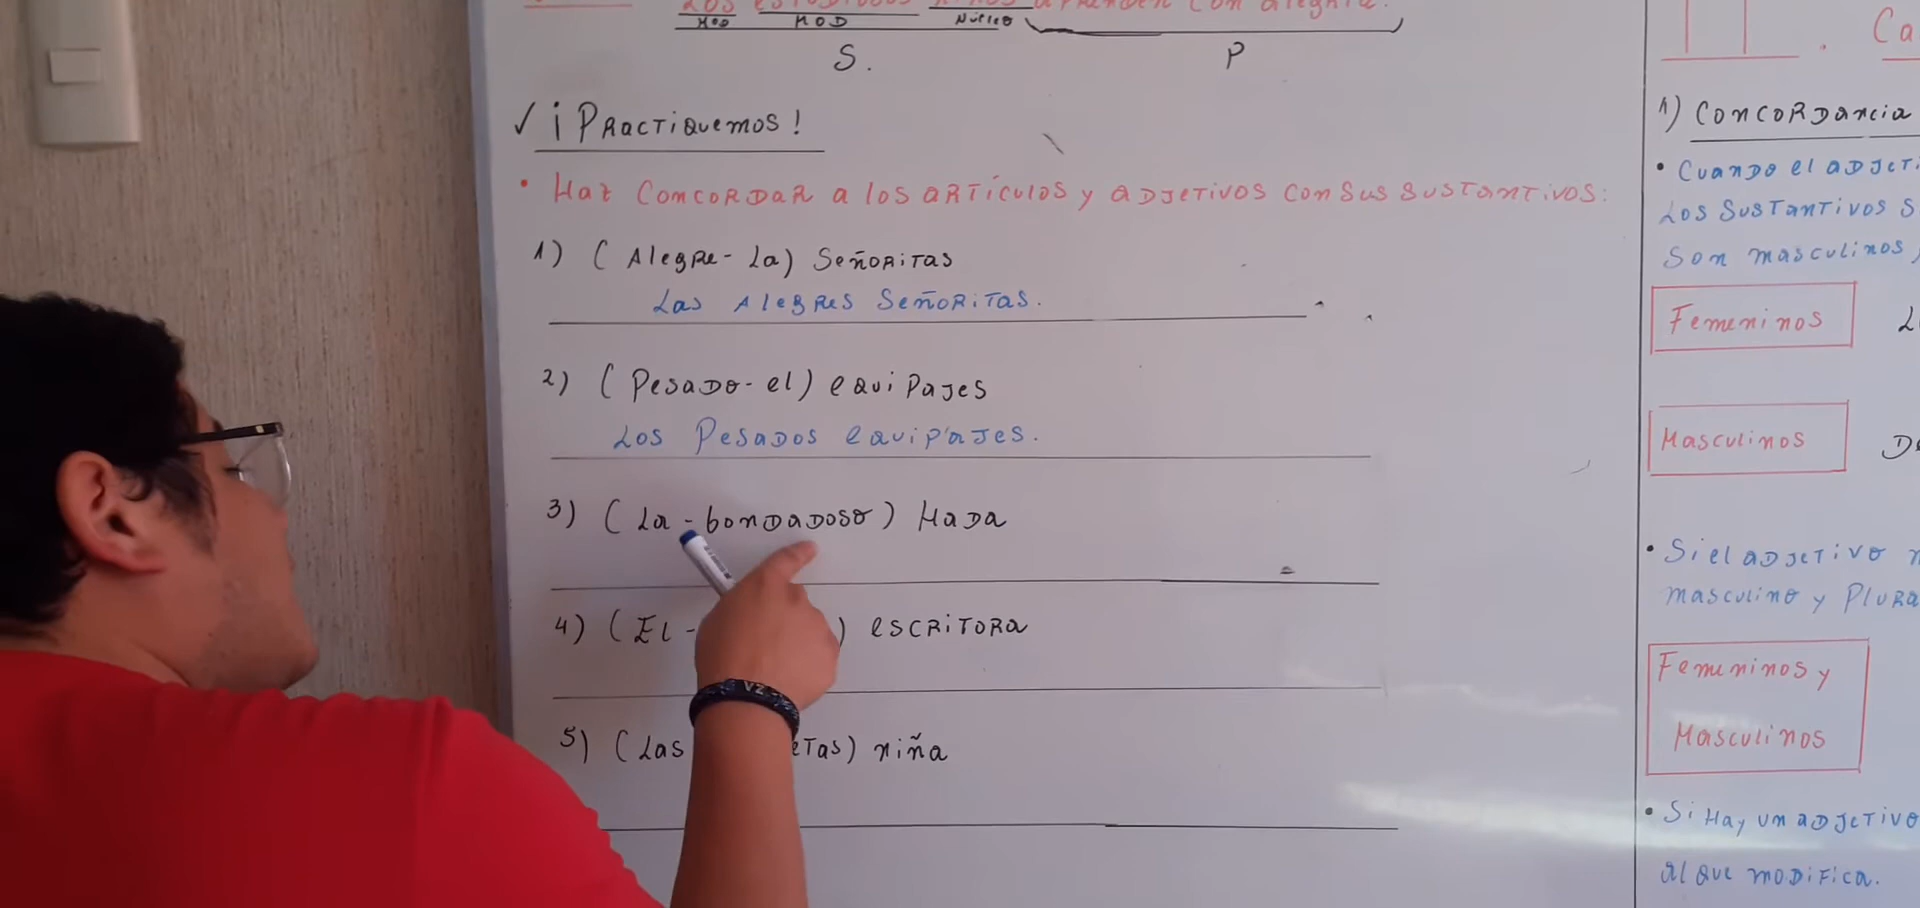 Los estudiosos niños aprenden con alegría.
MOD MOD Núcleo
S. P
✓ ¡Practiquemos!
• Haz concordar a los artículos y adjetivos con sus sustantivos:
1) (Alegre - La) Señoritas
Las Alegres Señoritas.
2) (Pesado - el) equipajes
Los Pesados equipajes.
3) (La - bondadoso) Hada
4) (El - ) escritora
5) (Las etas) niña
II. Ca
1) Concordancia
• Cuando el adjeti
Los sustantivos s
son masculinos,
Femeninos
Masculinos
• Si el adjetivo
masculino y plura
Femeninos y
Masculinos
• Si hay un adjetivo
al que modifica.